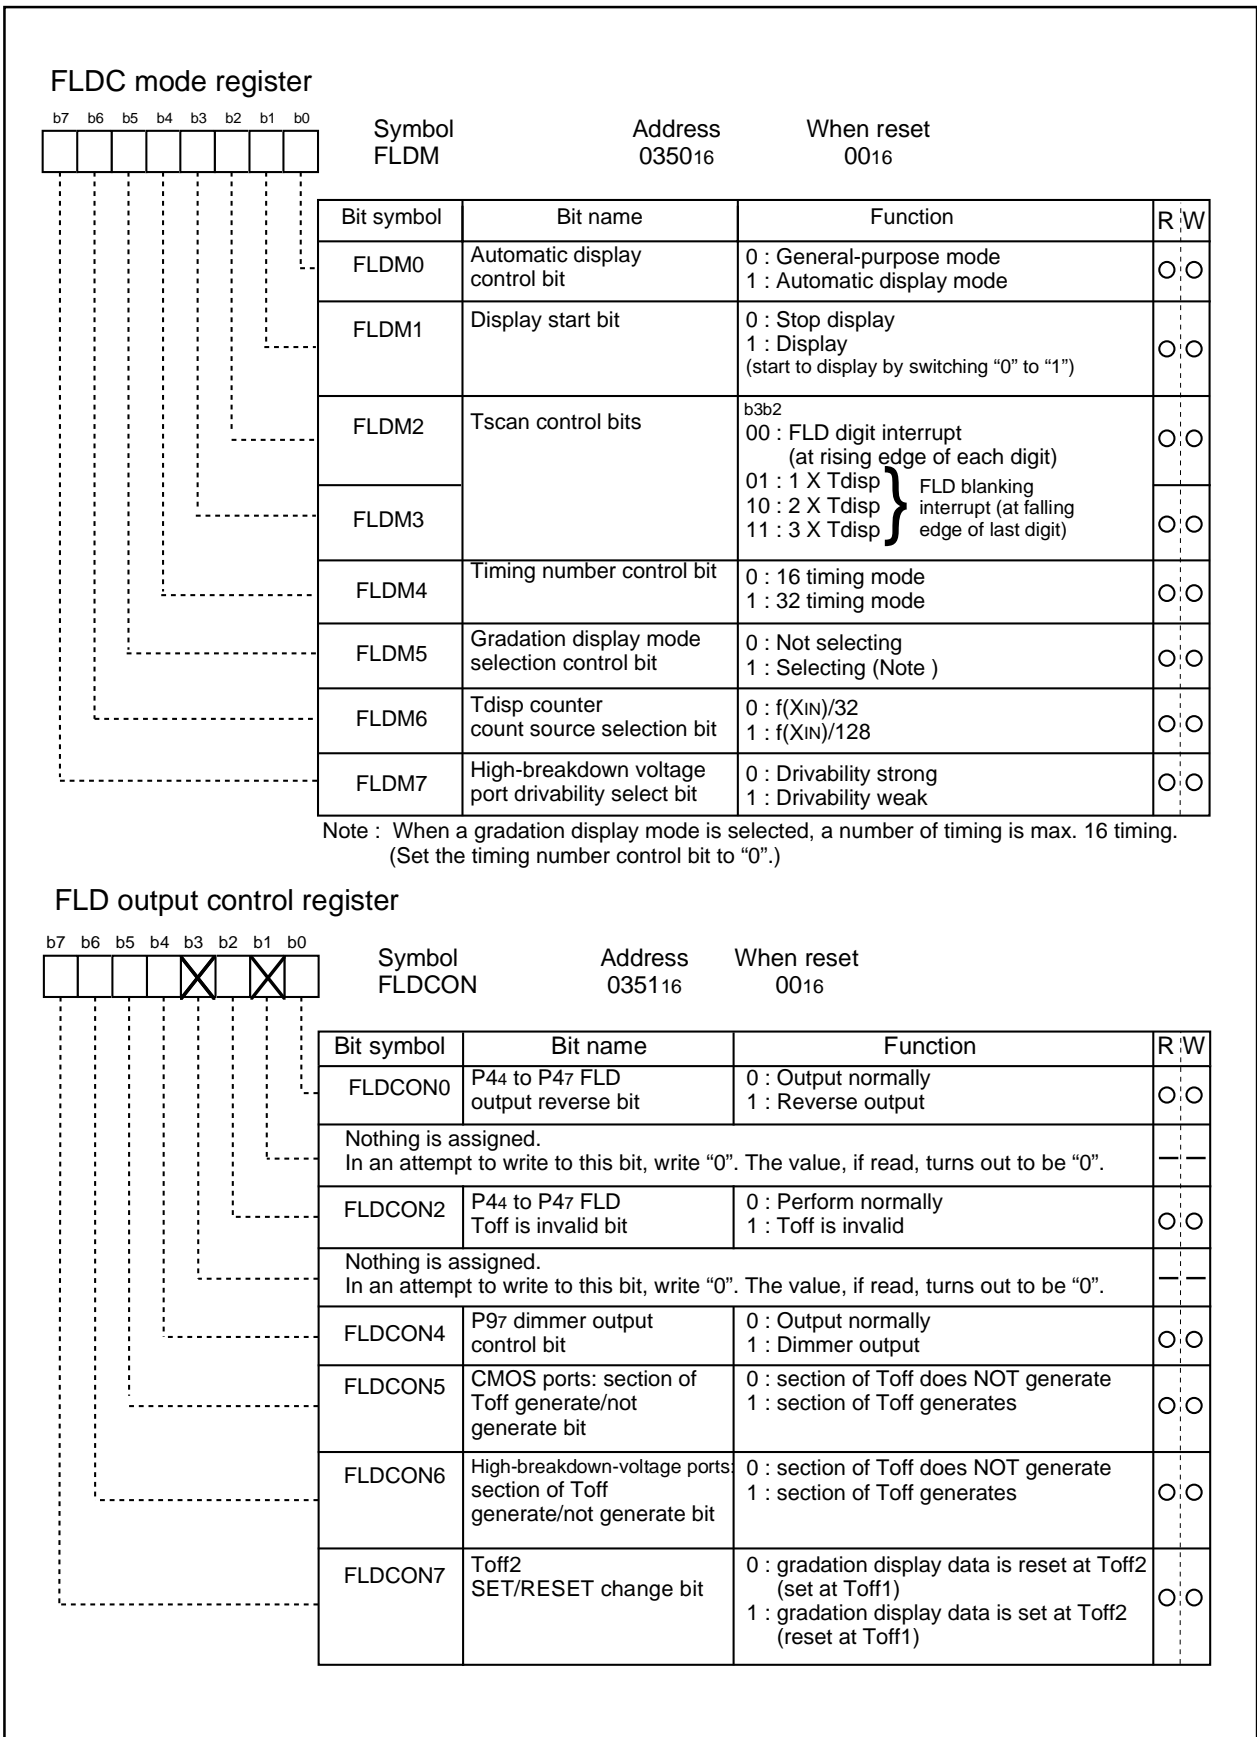 FLDC mode register
b7 b6 b5 b4 b3 b2 b1 b0
Symbol Address When reset
FLDM 035016 0016
Bit symbol Bit name Function R W
FLDM0 Automatic display control bit 0 : General-purpose mode
1 : Automatic display mode
FLDM1 Display start bit 0 : Stop display
1 : Display
(start to display by switching “0” to “1”)
FLDM2 Tscan control bits b3b2
00 : FLD digit interrupt
(at rising edge of each digit)
01 : 1 X Tdisp
10 : 2 X Tdisp
11 : 3 X Tdisp
} FLD blanking
interrupt (at falling
edge of last digit)
FLDM3
FLDM4 Timing number control bit 0 : 16 timing mode
1 : 32 timing mode
FLDM5 Gradation display mode
selection control bit
0 : Not selecting
1 : Selecting (Note )
FLDM6 Tdisp counter
count source selection bit
0 : f(XIN)/32
1 : f(XIN)/128
FLDM7 High-breakdown voltage
port drivability select bit
0 : Drivability strong
1 : Drivability weak
Note : When a gradation display mode is selected, a number of timing is max. 16 timing.
(Set the timing number control bit to “0”.)
FLD output control register
b7 b6 b5 b4 b3 b2 b1 b0
Symbol Address When reset
FLDCON 035116 0016
Bit symbol Bit name Function R W
FLDCON0 P44 to P47 FLD
output reverse bit
0 : Output normally
1 : Reverse output
Nothing is assigned.
In an attempt to write to this bit, write “0”. The value, if read, turns out to be “0”.
FLDCON2 P44 to P47 FLD
Toff is invalid bit
0 : Perform normally
1 : Toff is invalid
Nothing is assigned.
In an attempt to write to this bit, write “0”. The value, if read, turns out to be “0”.
FLDCON4 P97 dimmer output
control bit
0 : Output normally
1 : Dimmer output
FLDCON5 CMOS ports: section of
Toff generate/not
generate bit
0 : section of Toff does NOT generate
1 : section of Toff generates
FLDCON6 High-breakdown-voltage ports:
section of Toff
generate/not generate bit
0 : section of Toff does NOT generate
1 : section of Toff generates
FLDCON7 Toff2
SET/RESET change bit
0 : gradation display data is reset at Toff2
(set at Toff1)
1 : gradation display data is set at Toff2
(reset at Toff1)